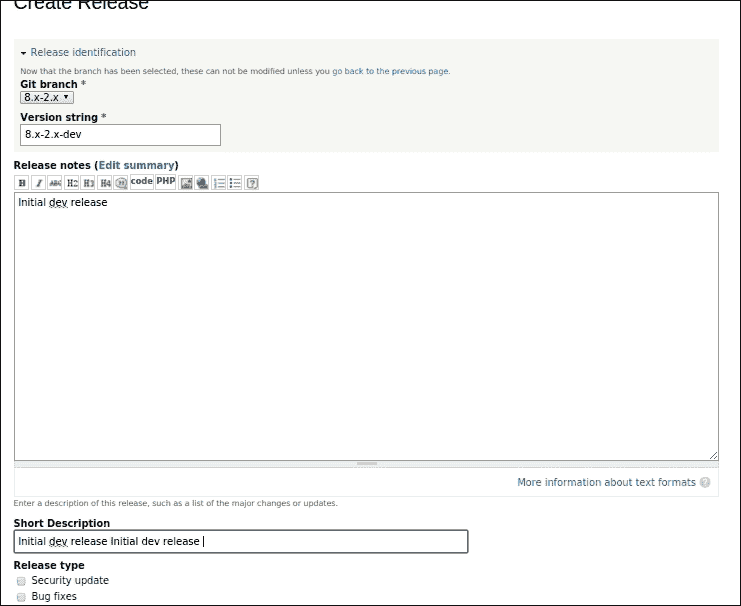 Create Release
Release identification
Now that the branch has been selected, these can not be modified unless you go back to the previous page.
Git branch *
8.x-2.x
Version string *
8.x-2.x-dev
Release notes (Edit summary)
B I ABC H2 H3 H4 code PHP
Initial dev release
More information about text formats ?
Enter a description of this release, such as a list of the major changes or updates.
Short Description
Initial dev release Initial dev release
Release type
Security update
Bug fixes